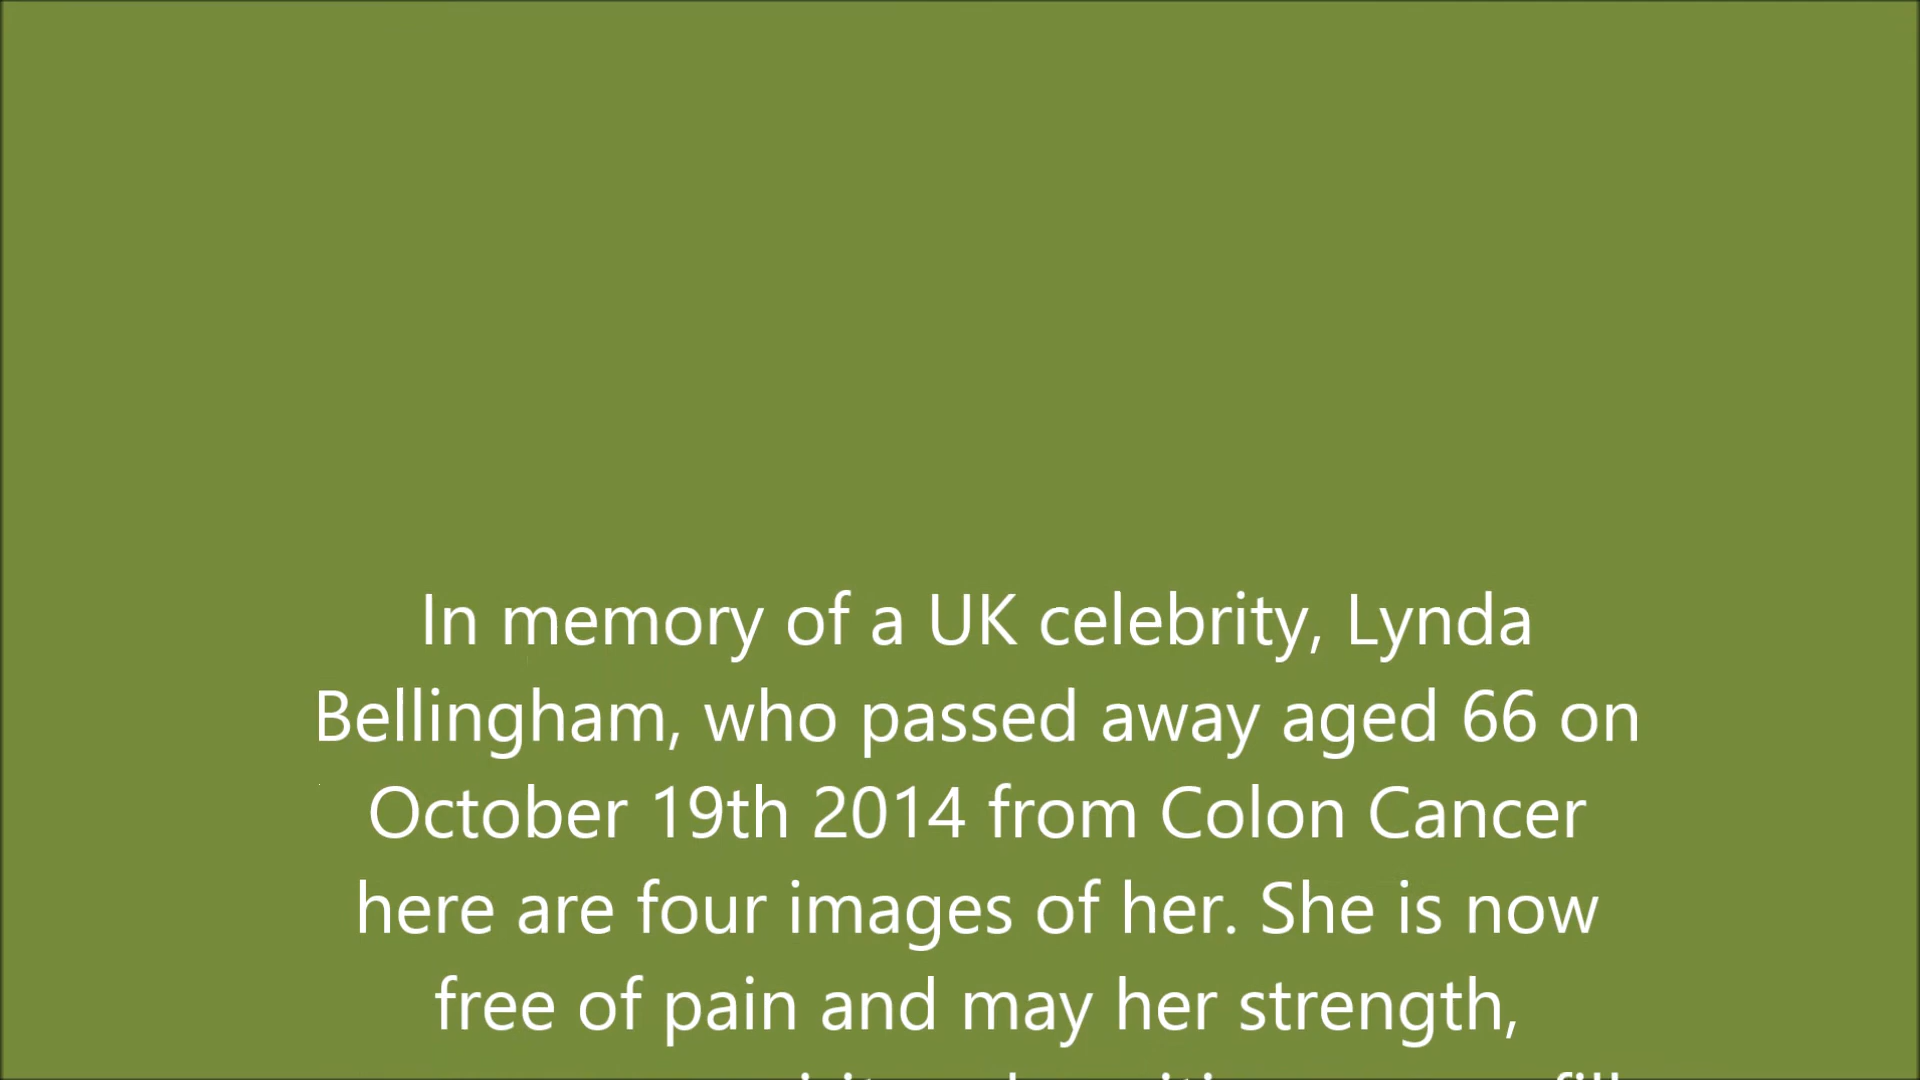 In memory of a UK celebrity, Lynda
Bellingham, who passed away aged 66 on
October 19th 2014 from Colon Cancer
here are four images of her. She is now
free of pain and may her strength,